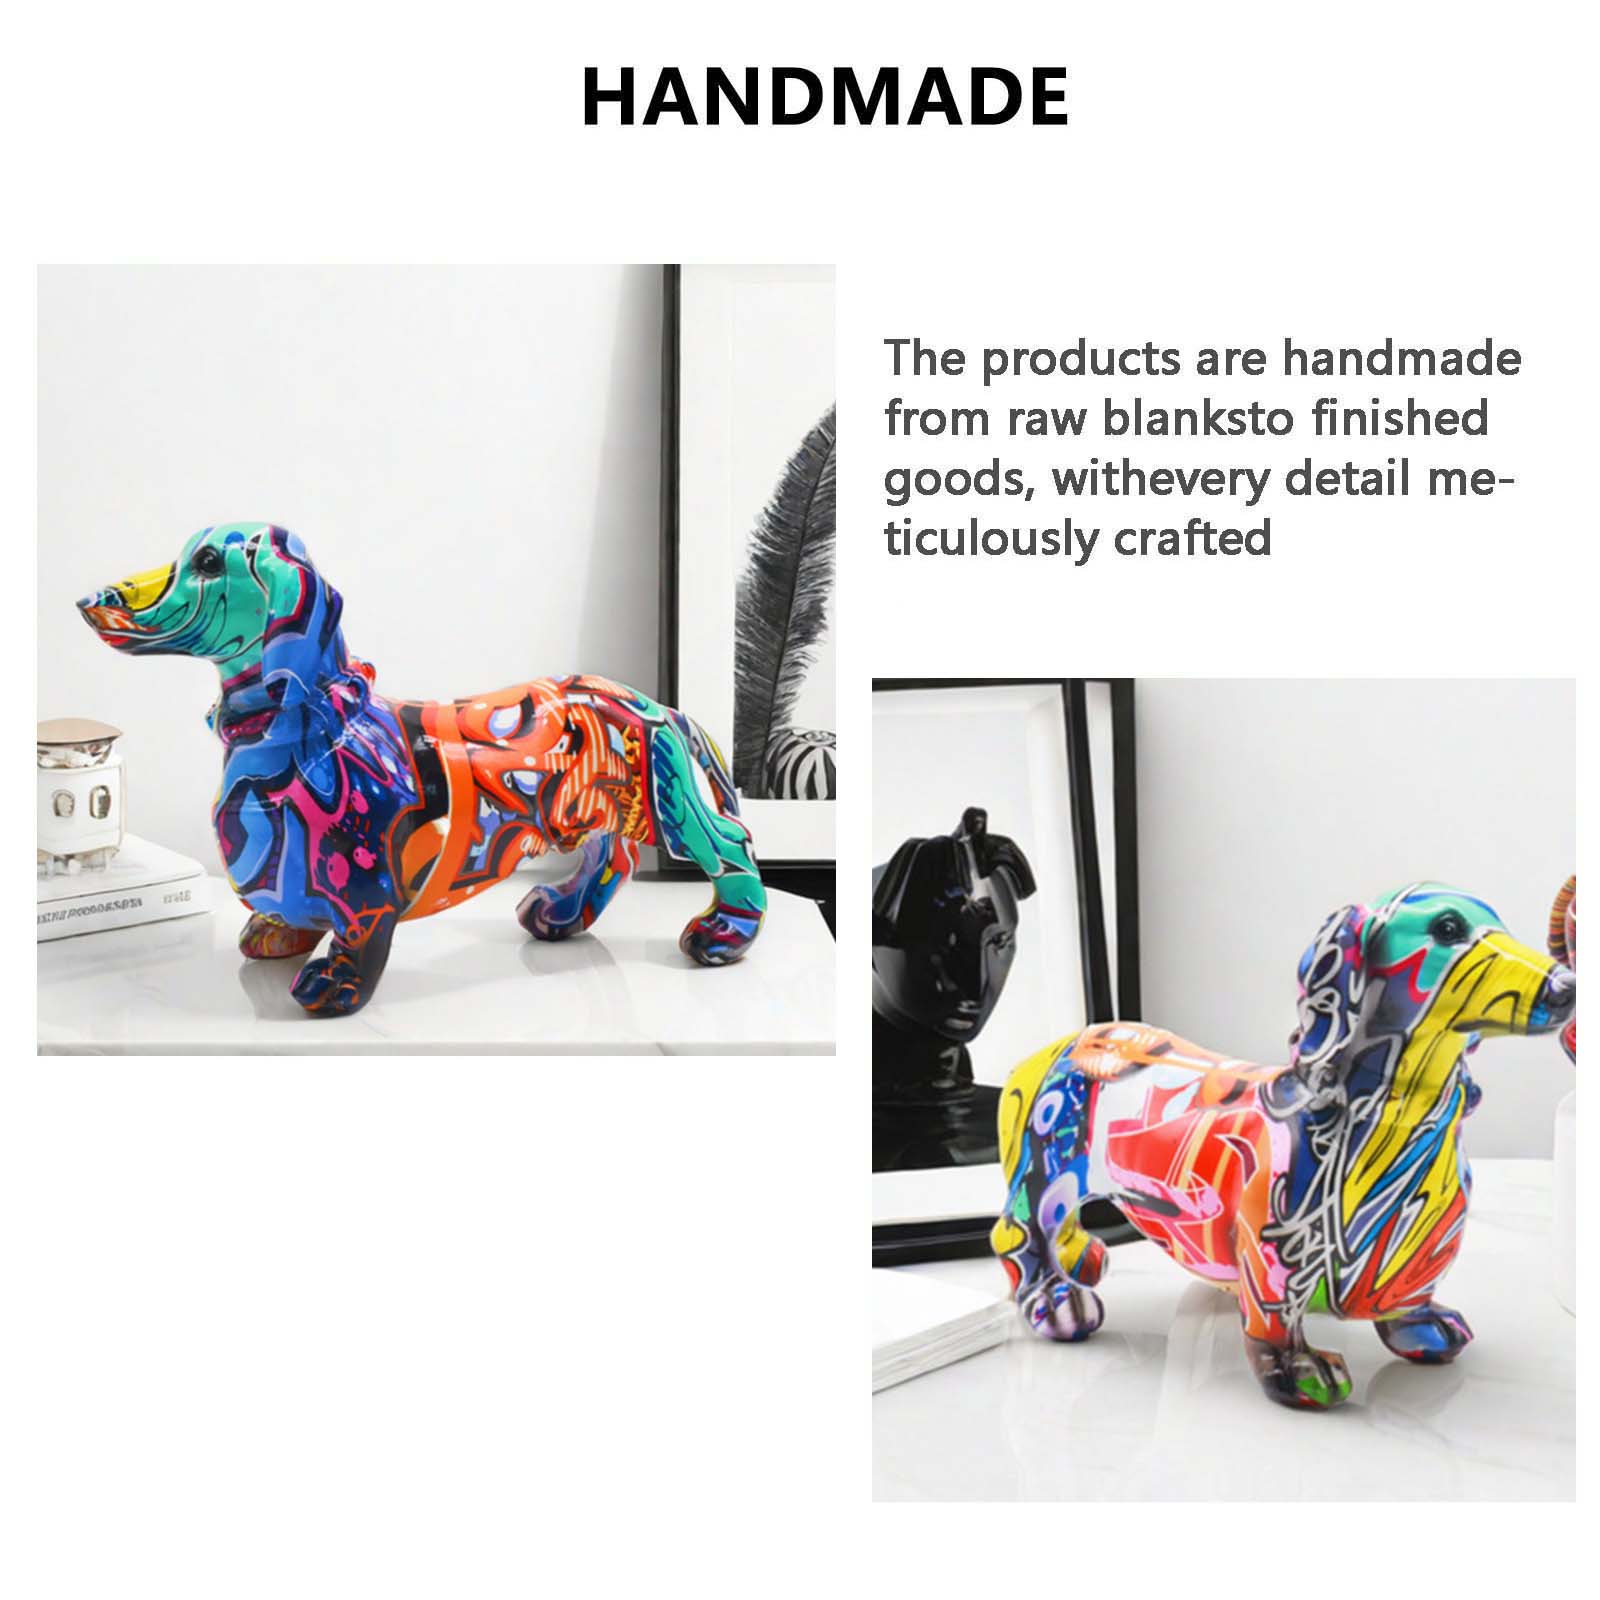 HANDMADE
The products are handmade
from raw blanksto finished
goods, withevery detail me-
ticulously crafted